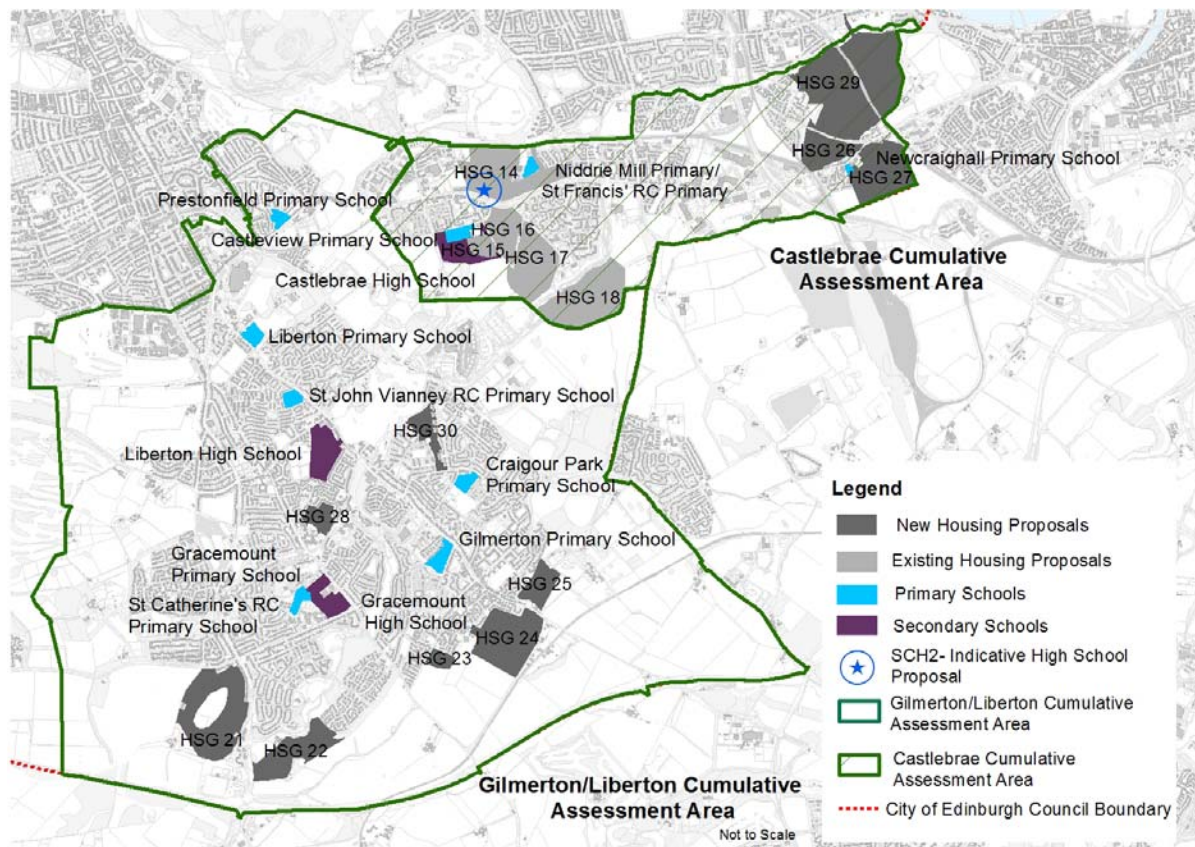 HSG 29
HSG 14
Niddrie Mill Primary/
St Francis' RC Primary
HSG 26
Newcraighall Primary School
HSG 27
Prestonfield Primary School
HSG 16
Castleview Primary School
HSG 15
HSG 17
Castlebrae Cumulative
Assessment Area
Castlebrae High School
HSG 18
Liberton Primary School
St John Vianney RC Primary School
HSG 30
Liberton High School
Craigour Park
Primary School
HSG 28
Gilmerton Primary School
Gracemount
Primary School
HSG 25
St Catherine's RC
Primary School
Gracemount
High School
HSG 24
HSG 23
HSG 21
HSG 22
Gilmerton/Liberton Cumulative
Assessment Area
Not to Scale
Legend
New Housing Proposals
Existing Housing Proposals
Primary Schools
Secondary Schools
SCH2- Indicative High School
Proposal
Gilmerton/Liberton Cumulative
Assessment Area
Castlebrae Cumulative
Assessment Area
City of Edinburgh Council Boundary